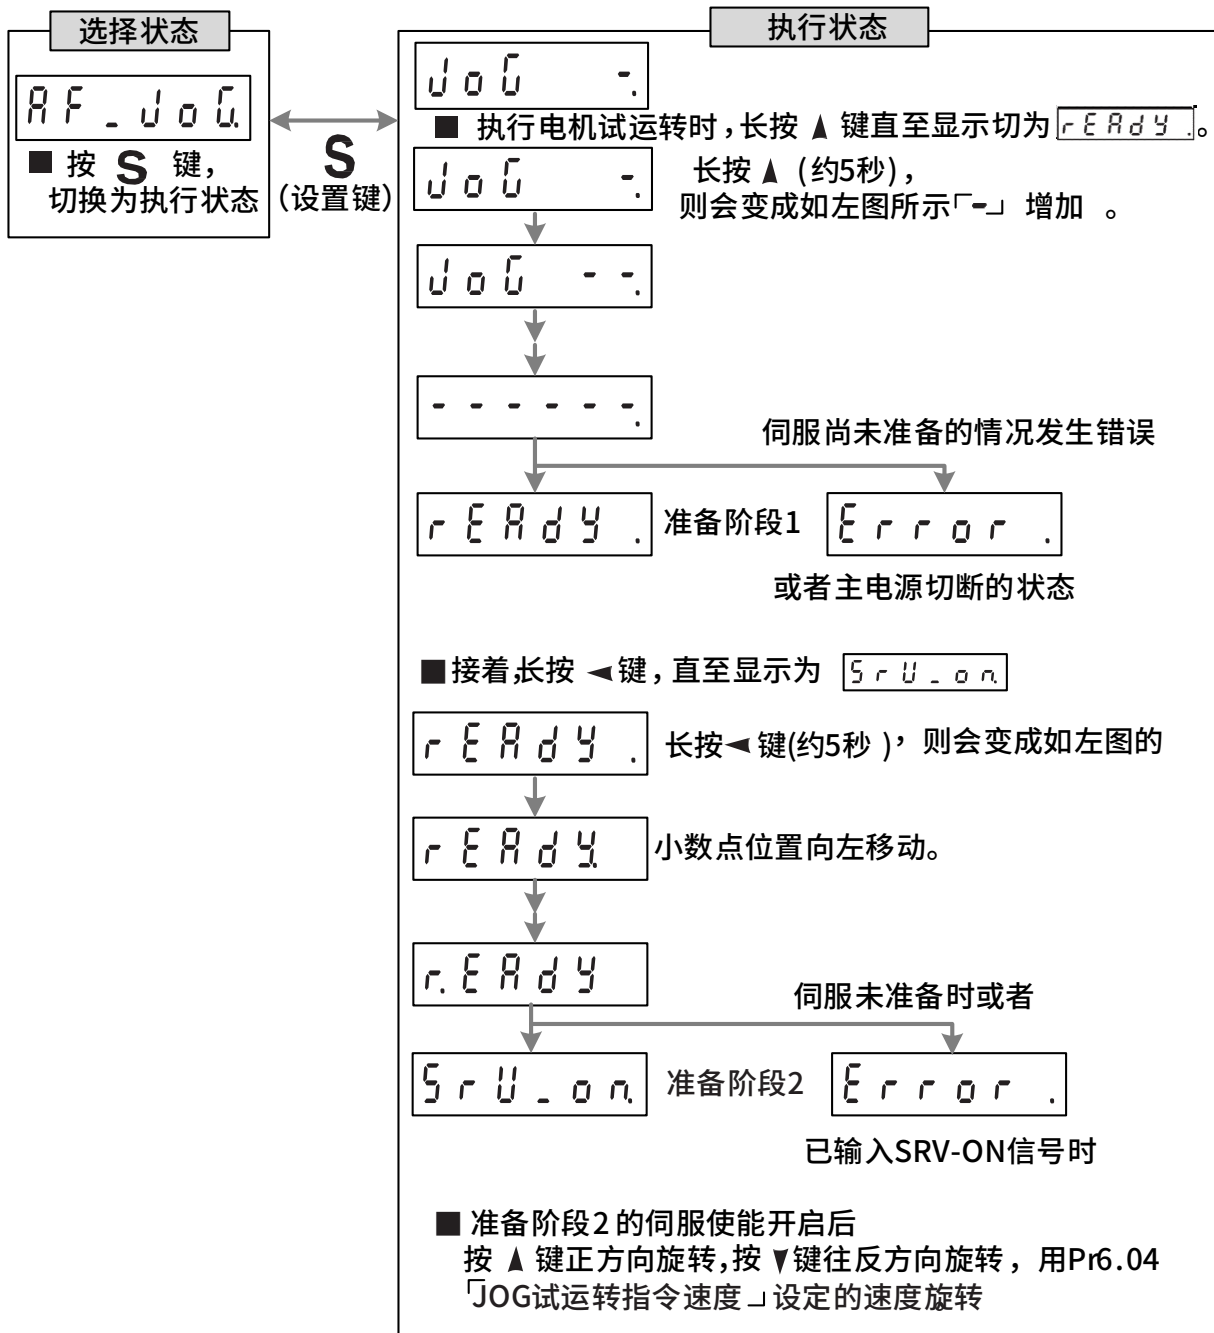 选择状态
AF_JoG.
■ 按 S 键，
切换为执行状态
S
（设置键）
执行状态
JoG -.
■ 执行电机试运转时，长按 ▲ 键直至显示切为 rEAdy .。
JoG -.
长按 ▲ (约5秒)，
则会变成如左图所示「-」增加 。
JoG --.
------.
伺服尚未准备的情况发生错误
rEAdy .
准备阶段1
Error .
或者主电源切断的状态
■接着,长按 ◄键，直至显示为 SrU_on.
rEAdy .
长按◄键(约5秒 )，则会变成如左图的
rEAdy.
小数点位置向左移动。
r.EAdy
伺服未准备时或者
SrU_on.
准备阶段2
Error .
已输入SRV-ON信号时
■ 准备阶段2的伺服使能开启后
按 ▲ 键正方向旋转,按 ▼键往反方向旋转，用Pr6.04
「JOG试运转指令速度」设定的速度旋转